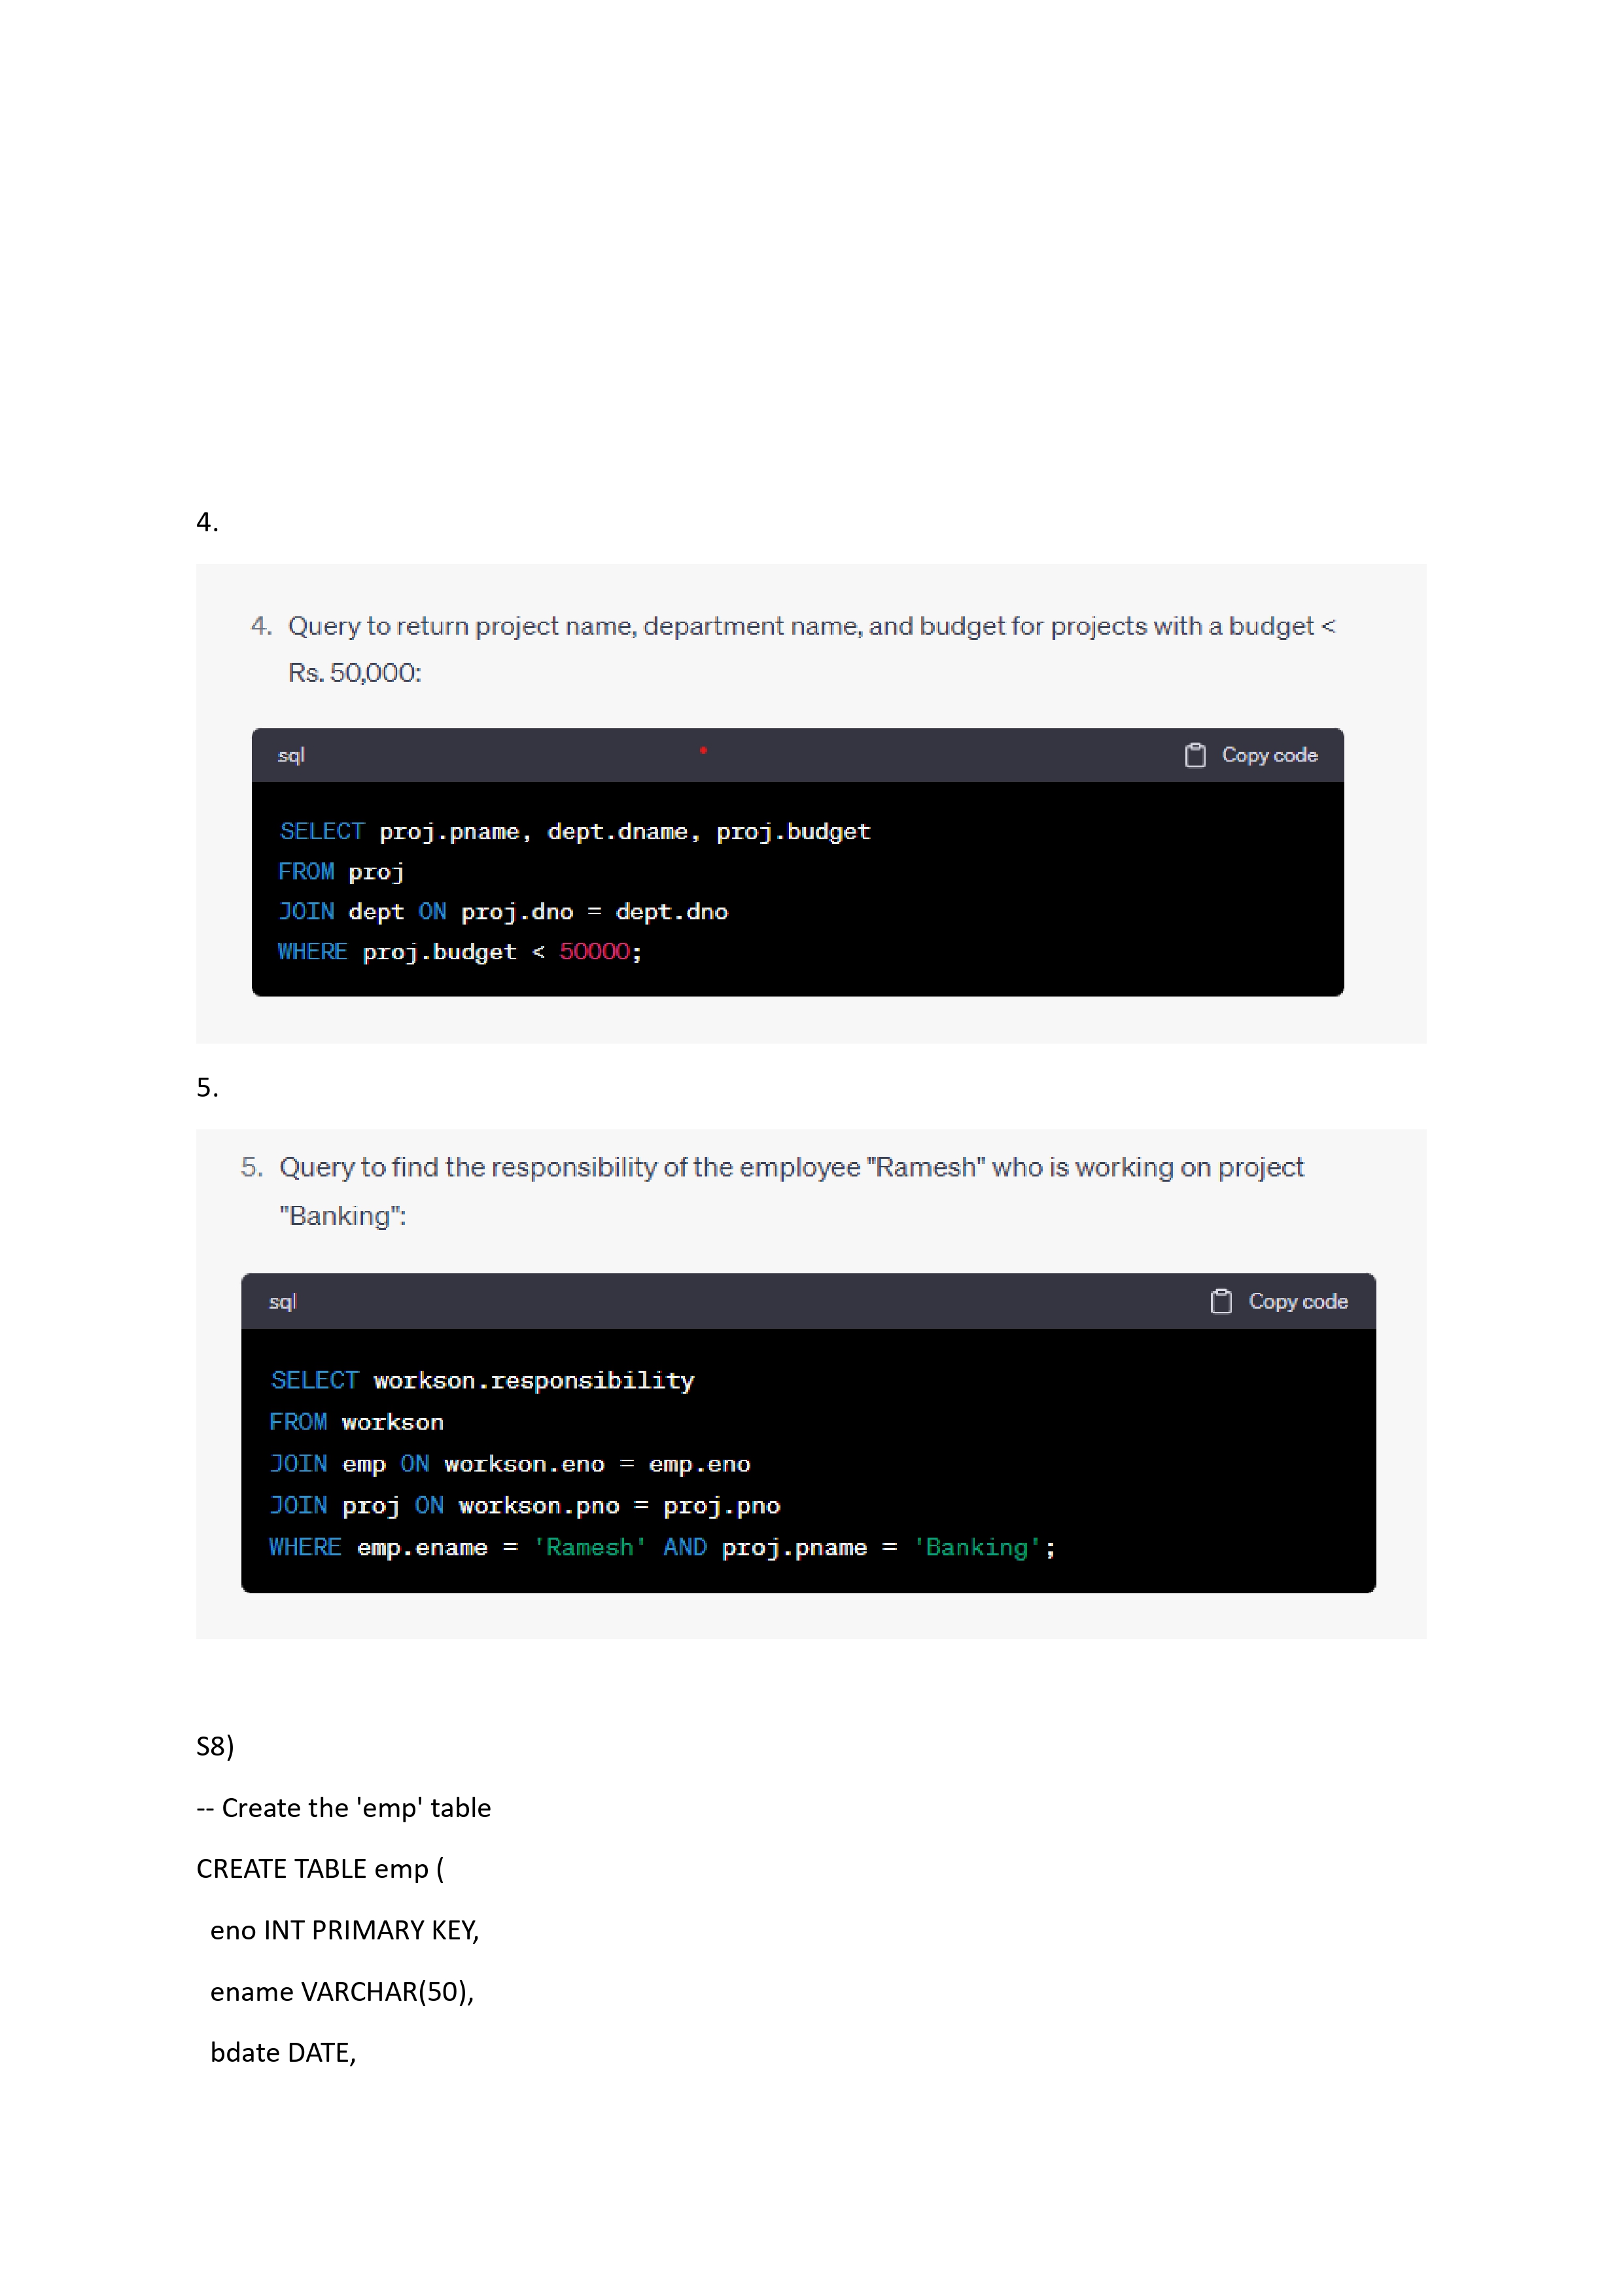 4.
4. Query to return project name, department name, and budget for projects with a budget <
Rs. 50,000:
sql
Copy code
SELECT proj.pname, dept.dname, proj.budget
FROM proj
JOIN dept ON proj.dno = dept.dno
WHERE proj.budget < 50000;
5.
5. Query to find the responsibility of the employee "Ramesh" who is working on project
"Banking":
sql
Copy code
SELECT workson.responsibility
FROM workson
JOIN emp ON workson.eno = emp.eno
JOIN proj ON workson.pno = proj.pno
WHERE emp.ename = 'Ramesh' AND proj.pname = 'Banking';
S8)
-- Create the 'emp' table
CREATE TABLE emp (
eno INT PRIMARY KEY,
ename VARCHAR(50),
bdate DATE,